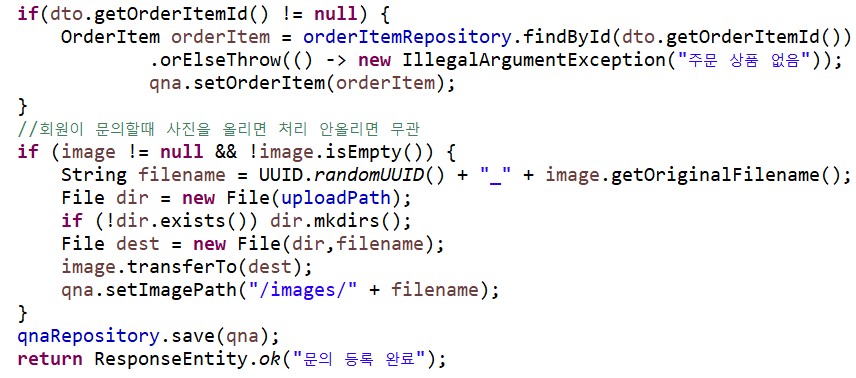 if(dto.getOrderItemId() != null) {
    OrderItem orderItem = orderItemRepository.findById(dto.getOrderItemId())
            .orElseThrow(() -> new IllegalArgumentException("주문 상품 없음"));
            qna.setOrderItem(orderItem);
}
//회원이 문의할때 사진을 올리면 처리 안올리면 무관
if (image != null && !image.isEmpty()) {
    String filename = UUID.randomUUID() + "_" + image.getOriginalFilename();
    File dir = new File(uploadPath);
    if (!dir.exists()) dir.mkdirs();
    File dest = new File(dir,filename);
    image.transferTo(dest);
    qna.setImagePath("/images/" + filename);
}
qnaRepository.save(qna);
return ResponseEntity.ok("문의 등록 완료");